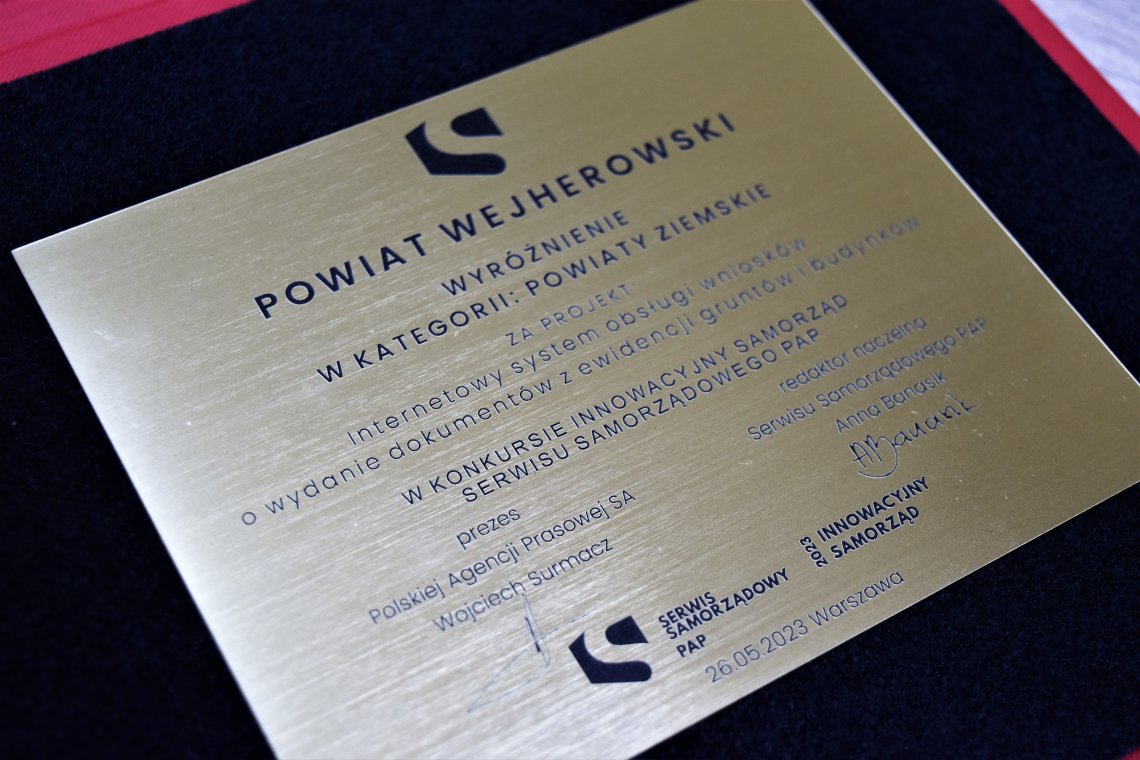 POWIAT WEJHEROWSKI
WYRÓŻNIENIE
W KATEGORII: POWIATY ZIEMSKIE
ZA PROJEKT:
Internetowy system obsługi wniosków
o wydanie dokumentów z ewidencji gruntów i budynków
W KONKURSIE INNOWACYJNY SAMORZĄD
SERWISU SAMORZĄDOWEGO PAP
prezes
Polskiej Agencji Prasowej SA
Wojciech Surmacz
redaktor naczelna
Serwisu Samorządowego PAP
Anna Banasik
ABanasik
SERWIS
SAMORZĄDOWY
PAP
2023 INNOWACYJNY
SAMORZĄD
26.05.2023 Warszawa